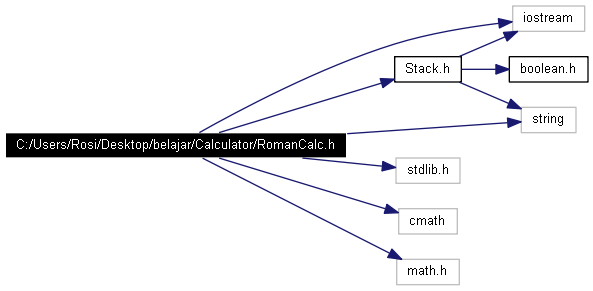 iostream
Stack.h
boolean.h
string
C:/Users/Rosi/Desktop/belajar/Calculator/RomanCalc.h
stdlib.h
cmath
math.h